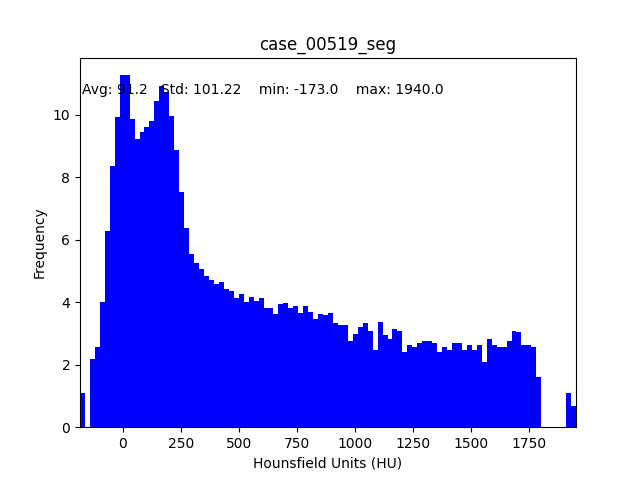 case_00519_seg
Avg: 91.2   Std: 101.22    min: -173.0    max: 1940.0
Frequency
10
8
6
4
2
0
0 250 500 750 1000 1250 1500 1750
Hounsfield Units (HU)